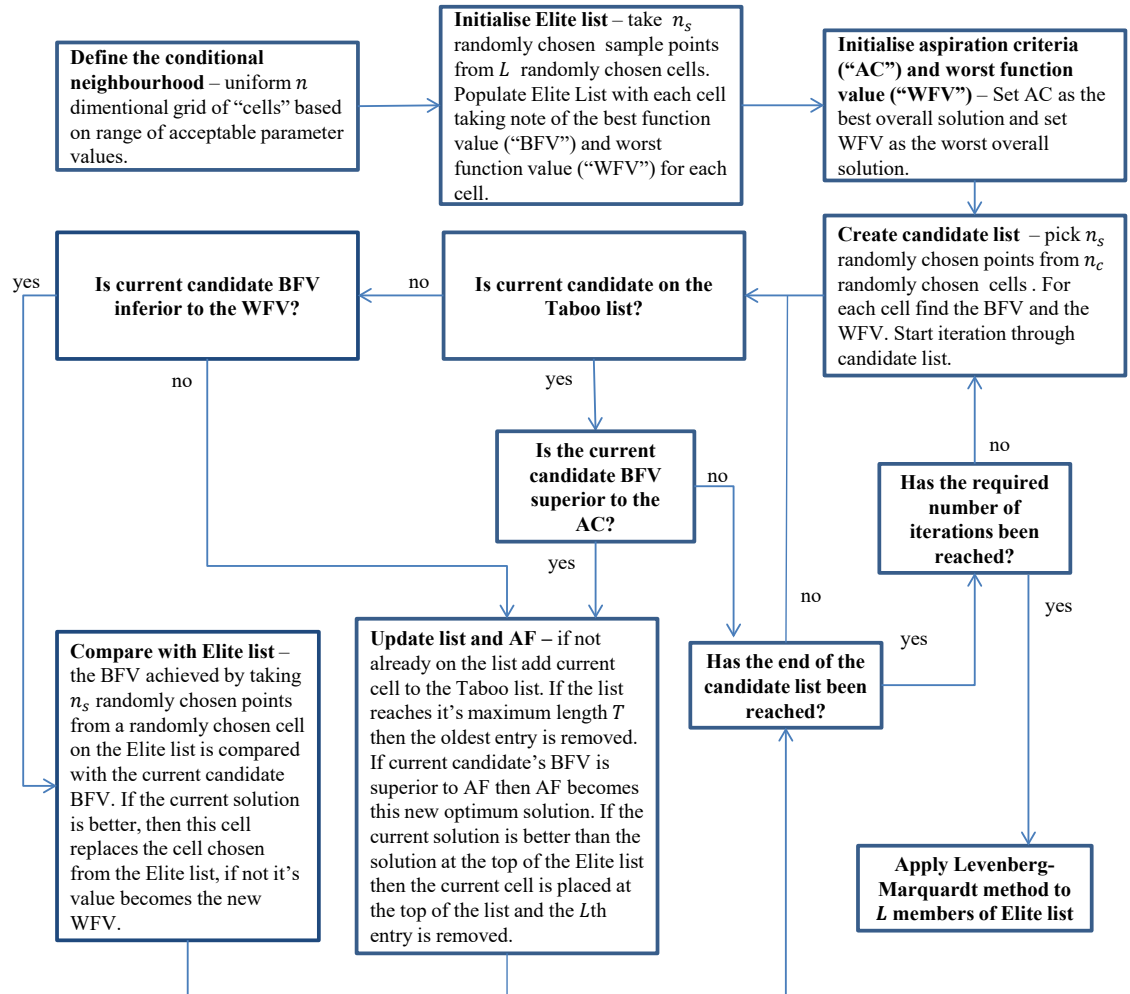 Define the conditional
neighbourhood – uniform n
dimentional grid of “cells” based
on range of acceptable parameter
values.
Initialise Elite list – take n_s
randomly chosen sample points
from L randomly chosen cells.
Populate Elite List with each cell
taking note of the best function
value (“BFV”) and worst
function value (“WFV”) for each
cell.
Initialise aspiration criteria
(“AC”) and worst function
value (“WFV”) – Set AC as the
best overall solution and set
WFV as the worst overall
solution.
Create candidate list – pick n_s
randomly chosen points from n_c
randomly chosen cells . For
each cell find the BFV and the
WFV. Start iteration through
candidate list.
Is current candidate on the
Taboo list?
no
yes
Is current candidate BFV
inferior to the WFV?
yes
no
Is the current
candidate BFV
superior to the
AC?
no
yes
Has the required
number of
iterations been
reached?
no
yes
Compare with Elite list –
the BFV achieved by taking
n_s randomly chosen points
from a randomly chosen cell
on the Elite list is compared
with the current candidate
BFV. If the current solution
is better, then this cell
replaces the cell chosen
from the Elite list, if not it’s
value becomes the new
WFV.
Update list and AF – if not
already on the list add current
cell to the Taboo list. If the list
reaches it’s maximum length T
then the oldest entry is removed.
If current candidate’s BFV is
superior to AF then AF becomes
this new optimum solution. If the
current solution is better than the
solution at the top of the Elite list
then the current cell is placed at
the top of the list and the Lth
entry is removed.
Has the end of the
candidate list been
reached?
no
yes
Apply Levenberg-
Marquardt method to
L members of Elite list